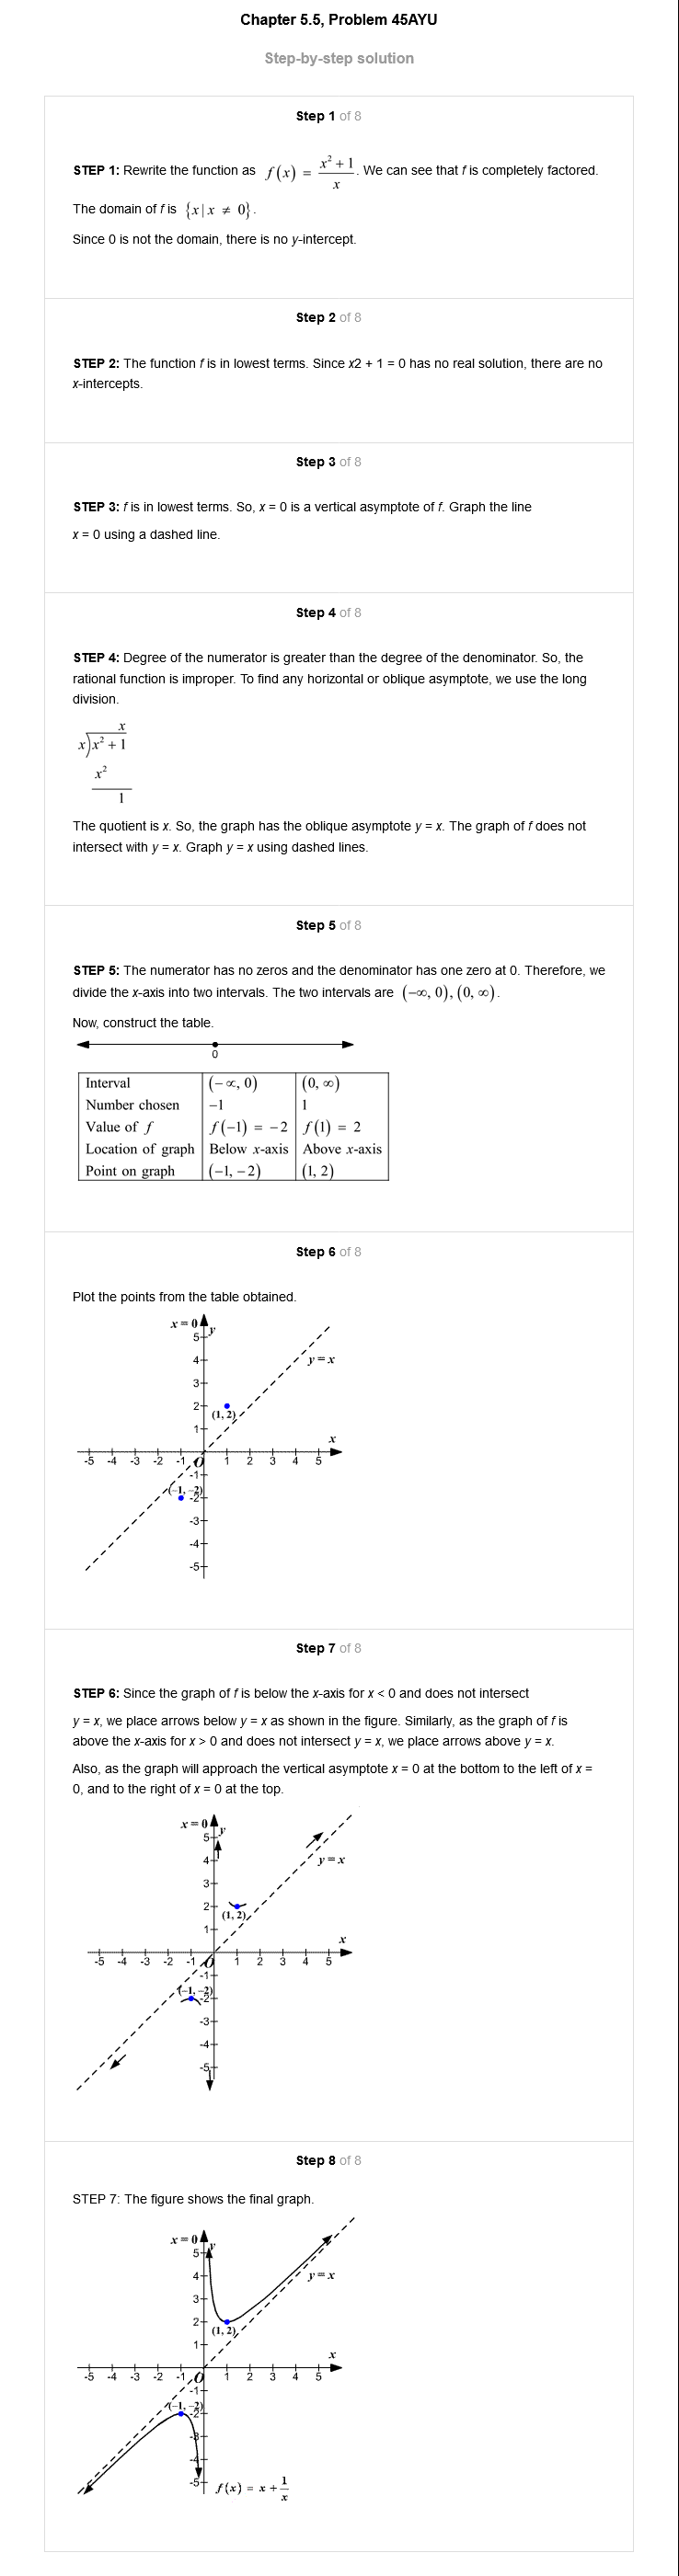 Chapter 5.5, Problem 45AYU
Step-by-step solution
Step 1 of 8
STEP 1: Rewrite the function as f(x) = (x² + 1)/x. We can see that f is completely factored.
The domain of f is {x | x ≠ 0}.
Since 0 is not the domain, there is no y-intercept.
Step 2 of 8
STEP 2: The function f is in lowest terms. Since x2 + 1 = 0 has no real solution, there are no
x-intercepts.
Step 3 of 8
STEP 3: f is in lowest terms. So, x = 0 is a vertical asymptote of f. Graph the line
x = 0 using a dashed line.
Step 4 of 8
STEP 4: Degree of the numerator is greater than the degree of the denominator. So, the
rational function is improper. To find any horizontal or oblique asymptote, we use the long
division.
x
x)x² + 1
x²
1
The quotient is x. So, the graph has the oblique asymptote y = x. The graph of f does not
intersect with y = x. Graph y = x using dashed lines.
Step 5 of 8
STEP 5: The numerator has no zeros and the denominator has one zero at 0. Therefore, we
divide the x-axis into two intervals. The two intervals are (−∞, 0), (0, ∞).
Now, construct the table.
0
Interval (−∞, 0) (0, ∞)
Number chosen −1 1
Value of f f(−1) = −2 f(1) = 2
Location of graph Below x-axis Above x-axis
Point on graph (−1, −2) (1, 2)
Step 6 of 8
Plot the points from the table obtained.
x = 0 y
5
4 y = x
3
2
(1, 2)
1
x
-5 -4 -3 -2 -1 O 1 2 3 4 5
-1
(−1, −2)
-2
-3
-4
-5
Step 7 of 8
STEP 6: Since the graph of f is below the x-axis for x < 0 and does not intersect
y = x, we place arrows below y = x as shown in the figure. Similarly, as the graph of f is
above the x-axis for x > 0 and does not intersect y = x, we place arrows above y = x.
Also, as the graph will approach the vertical asymptote x = 0 at the bottom to the left of x =
0, and to the right of x = 0 at the top.
x = 0 y
5
4 y = x
3
2
(1, 2)
1
x
-5 -4 -3 -2 -1 O 1 2 3 4 5
-1
(−1, −2)
-2
-3
-4
-5
Step 8 of 8
STEP 7: The figure shows the final graph.
x = 0 y
5
4 y = x
3
2
(1, 2)
1
x
-5 -4 -3 -2 -1 O 1 2 3 4 5
-1
(−1, −2)
-2
-3
-4
-5 f(x) = x + 1/x